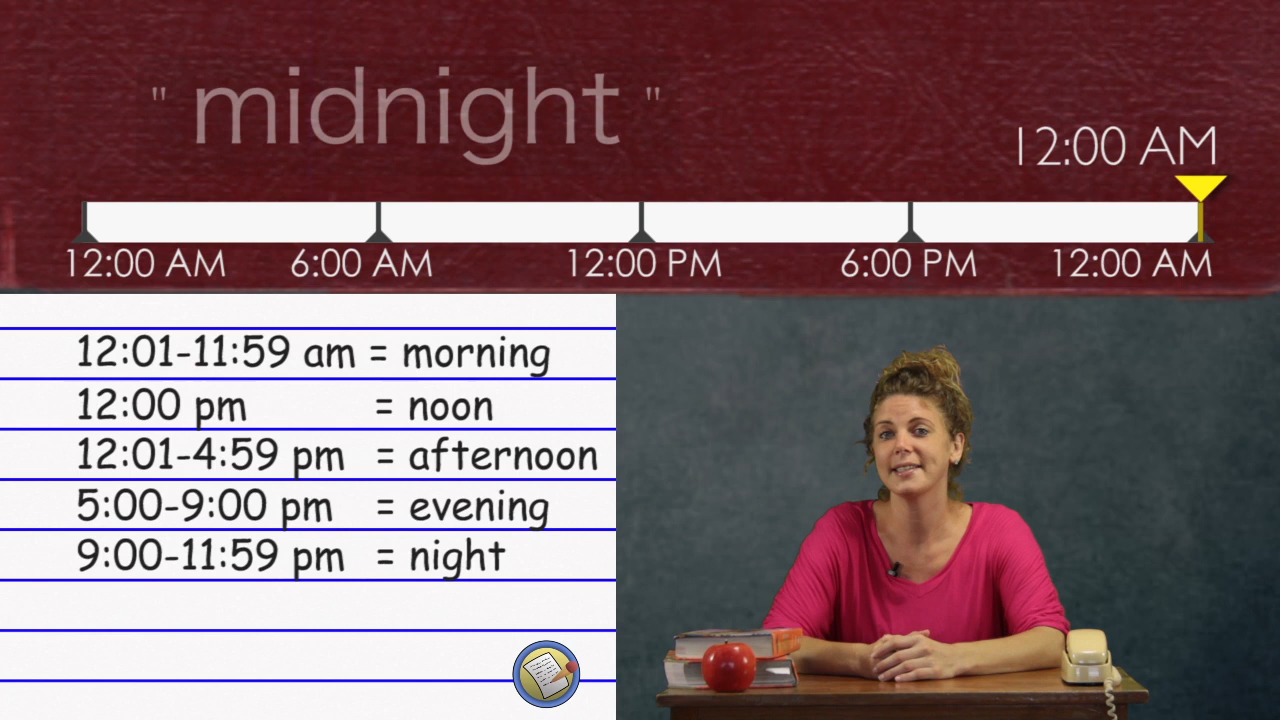 " midnight "
12:00 AM
12:00 AM 6:00 AM 12:00 PM 6:00 PM 12:00 AM
12:01-11:59 am = morning
12:00 pm = noon
12:01-4:59 pm = afternoon
5:00-9:00 pm = evening
9:00-11:59 pm = night